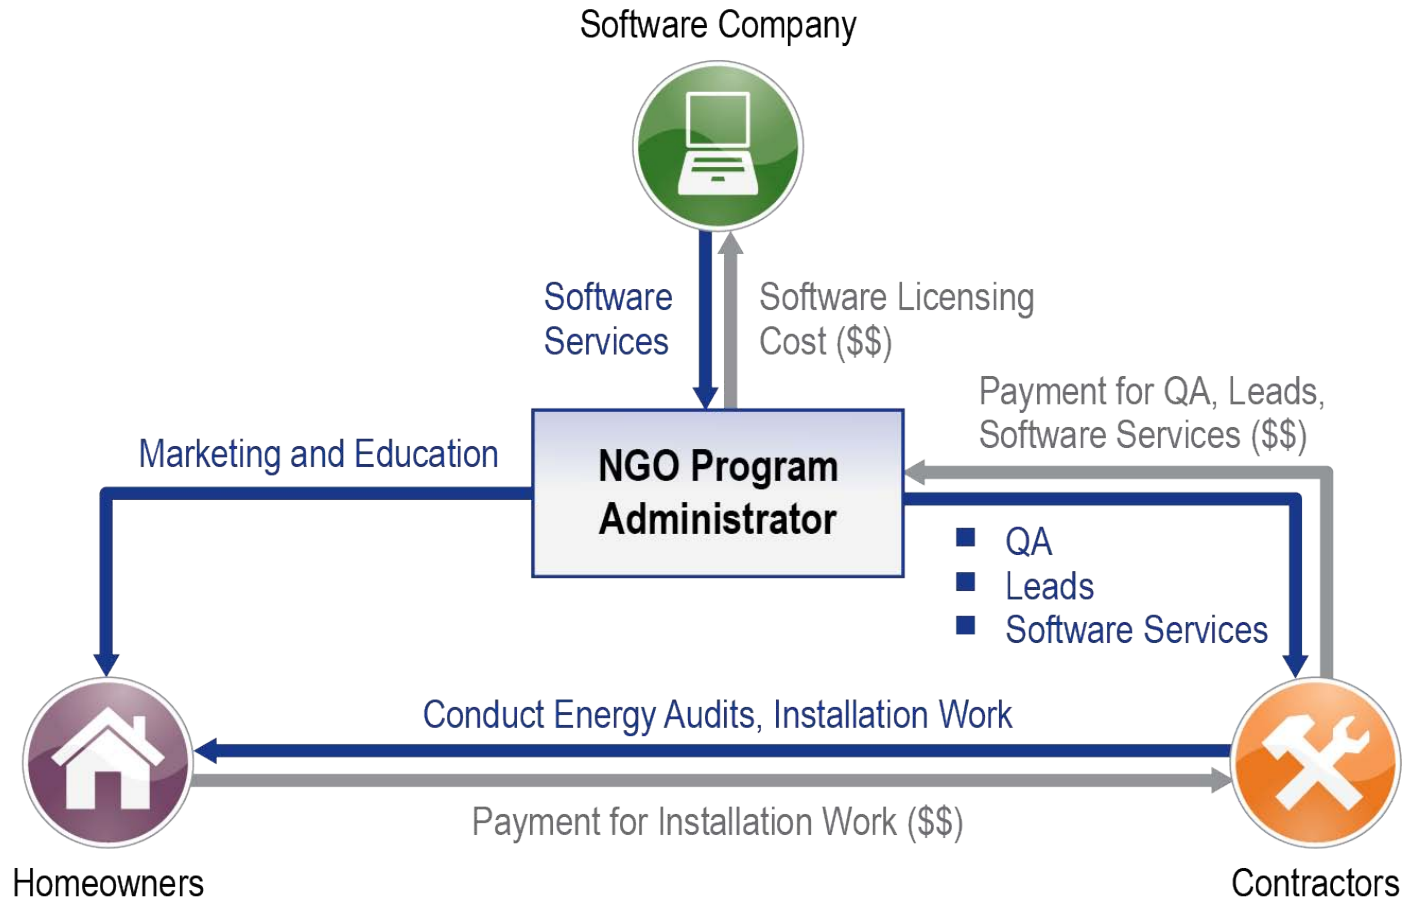 Software Company
Software
Services
Software Licensing
Cost ($$)
Payment for QA, Leads,
Software Services ($$)
Marketing and Education
NGO Program
Administrator
QA
Leads
Software Services
Conduct Energy Audits, Installation Work
Payment for Installation Work ($$)
Homeowners
Contractors